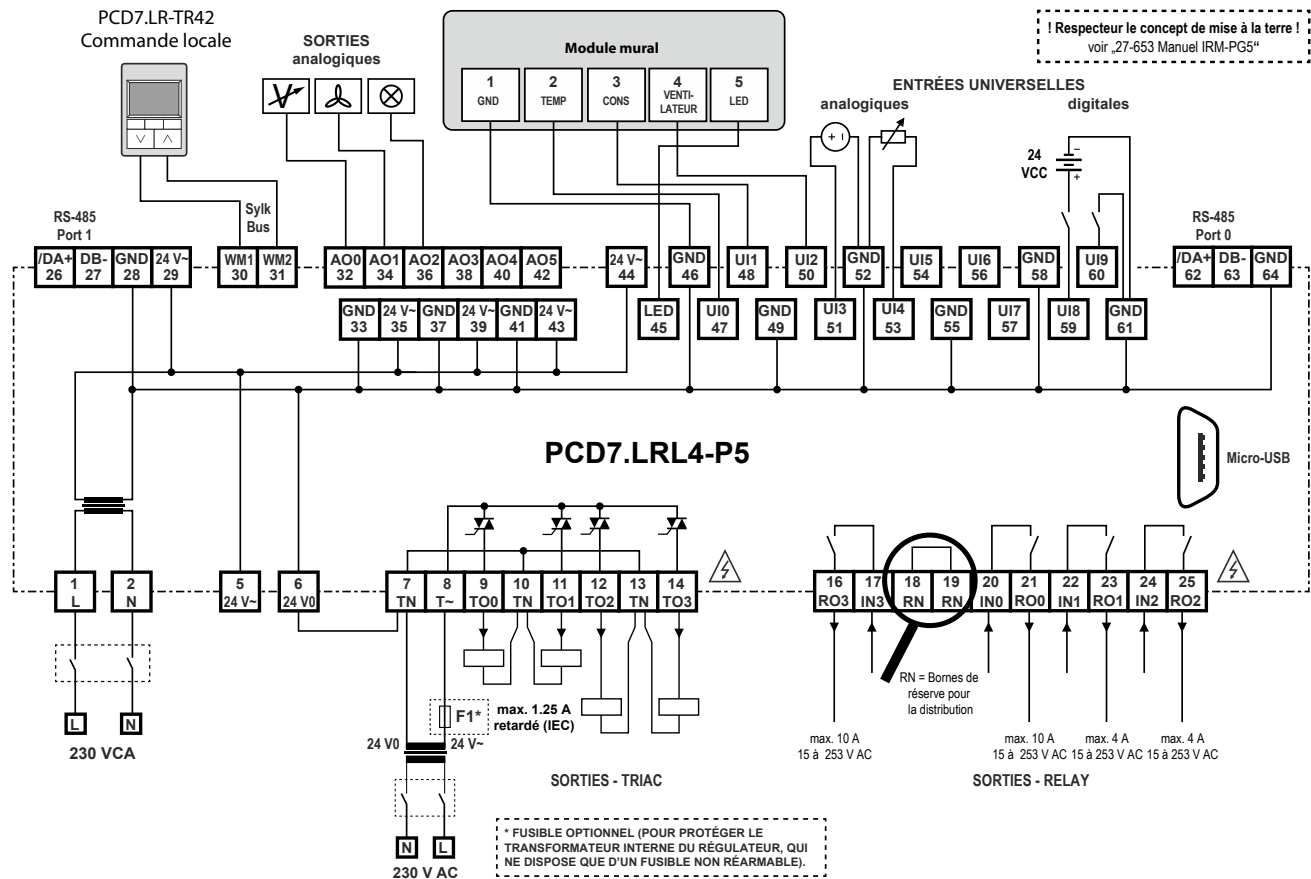 PCD7.LR-TR42
Commande locale
SORTIES
analogiques
Module mural
1
GND
2
TEMP
3
CONS
4
VENTI-
LATEUR
5
LED
! Respecteur le concept de mise à la terre !
voir „27-653 Manuel IRM-PG5“
ENTRÉES UNIVERSELLES
analogiques
digitales
24
VCC
RS-485
Port 1
Sylk
Bus
RS-485
Port 0
/DA+
26
DB-
27
GND
28
24 V~
29
WM1
30
WM2
31
AO0
32
AO1
34
AO2
36
AO3
38
AO4
40
AO5
42
24 V~
44
GND
46
UI1
48
UI2
50
GND
52
UI5
54
UI6
56
GND
58
UI9
60
/DA+
62
DB-
63
GND
64
GND
33
24 V~
35
GND
37
24 V~
39
GND
41
24 V~
43
LED
45
UI0
47
GND
49
UI3
51
UI4
53
GND
55
UI7
57
UI8
59
GND
61
PCD7.LRL4-P5
Micro-USB
1
L
2
N
5
24 V~
6
24 V0
7
TN
8
T~
9
TO0
10
TN
11
TO1
12
TO2
13
TN
14
TO3
16
RO3
17
IN3
18
RN
19
RN
20
IN0
21
RO0
22
IN1
23
RO1
24
IN2
25
RO2
L
N
230 VCA
F1*
max. 1.25 A
retardé (IEC)
24 V0
24 V~
N
L
230 V AC
SORTIES - TRIAC
RN = Bornes de
réserve pour
la distribution
max. 10 A
15 à 253 V AC
max. 10 A
15 à 253 V AC
max. 4 A
15 à 253 V AC
max. 4 A
15 à 253 V AC
SORTIES - RELAY
* FUSIBLE OPTIONNEL (POUR PROTÉGER LE
TRANSFORMATEUR INTERNE DU RÉGULATEUR, QUI
NE DISPOSE QUE D'UN FUSIBLE NON RÉARMABLE).